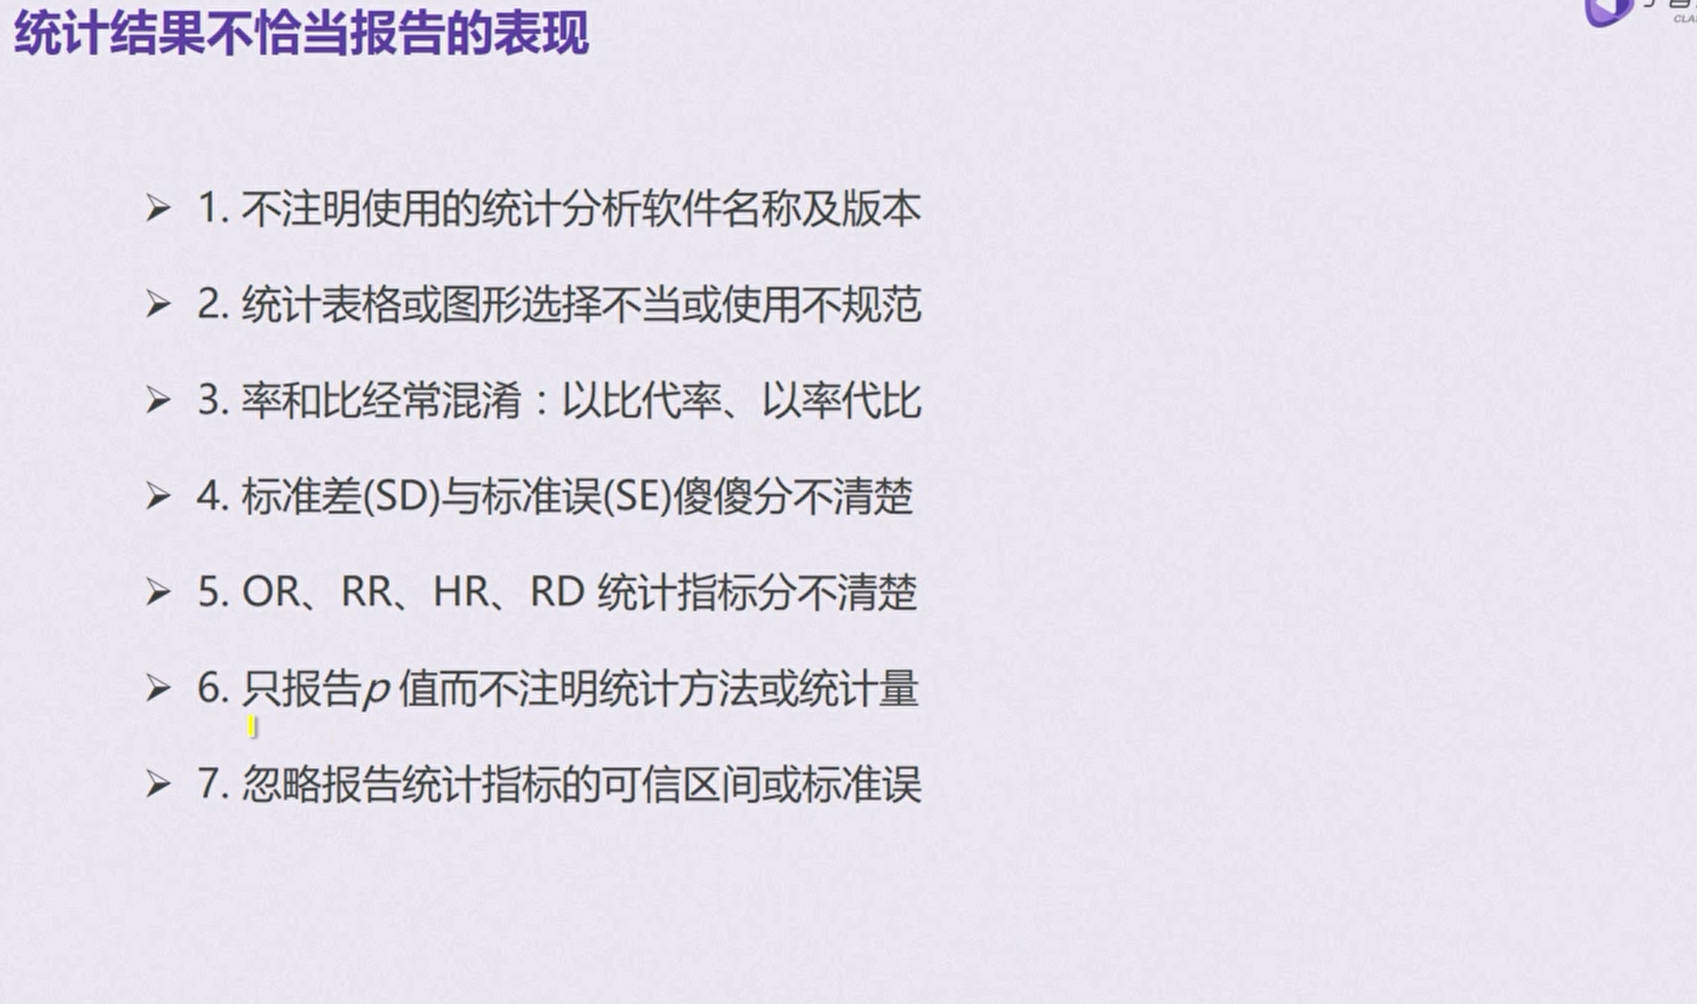 统计结果不恰当报告的表现
1. 不注明使用的统计分析软件名称及版本
2. 统计表格或图形选择不当或使用不规范
3. 率和比经常混淆：以比代率、以率代比
4. 标准差(SD)与标准误(SE)傻傻分不清楚
5. OR、RR、HR、RD 统计指标分不清楚
6. 只报告p 值而不注明统计方法或统计量
7. 忽略报告统计指标的可信区间或标准误